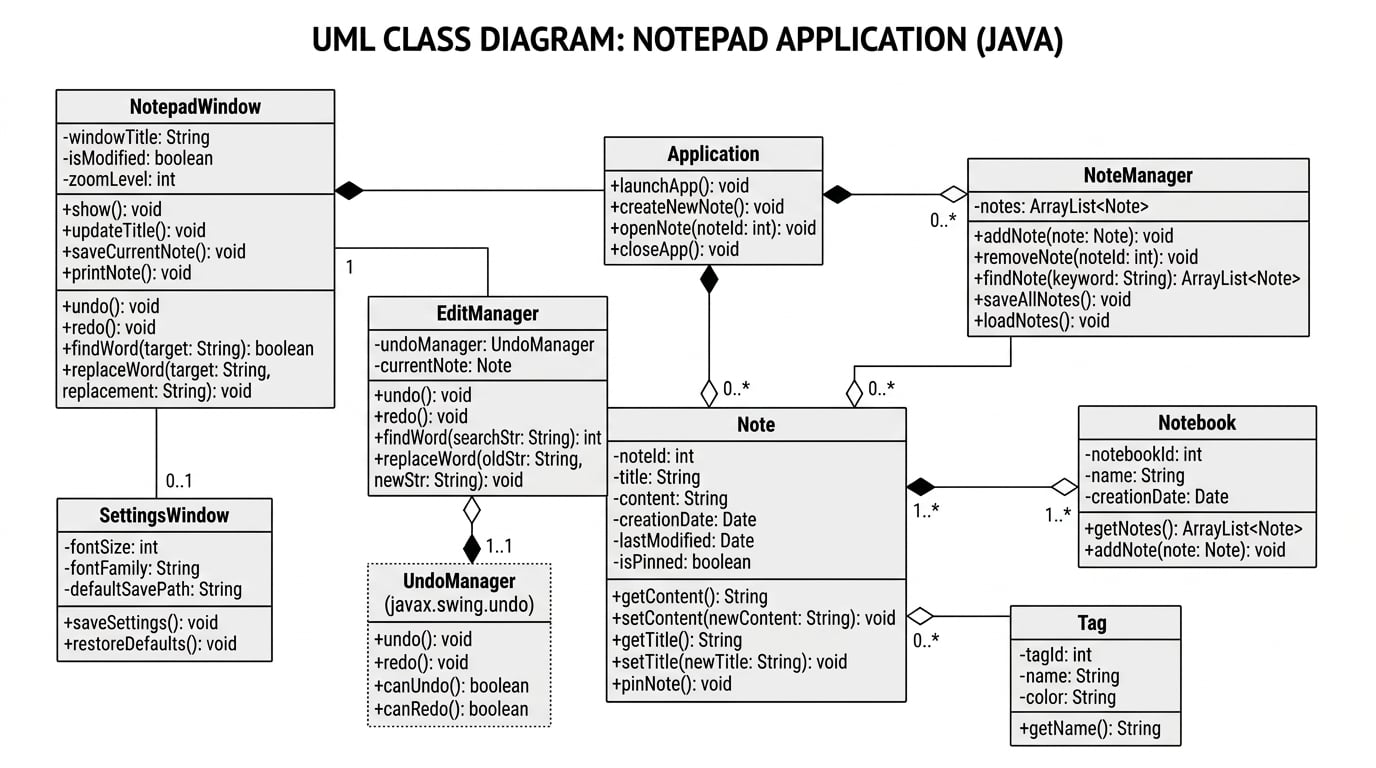 UML CLASS DIAGRAM: NOTEPAD APPLICATION (JAVA)
NotepadWindow
-windowTitle: String
-isModified: boolean
-zoomLevel: int
+show(): void
+updateTitle(): void
+saveCurrentNote(): void
+printNote(): void
+undo(): void
+redo(): void
+findWord(target: String): boolean
+replaceWord(target: String,
replacement: String): void
1
0..1
SettingsWindow
-fontSize: int
-fontFamily: String
-defaultSavePath: String
+saveSettings(): void
+restoreDefaults(): void
EditManager
-undoManager: UndoManager
-currentNote: Note
+undo(): void
+redo(): void
+findWord(searchStr: String): int
+replaceWord(oldStr: String,
newStr: String): void
1..1
UndoManager
(javax.swing.undo)
+undo(): void
+redo(): void
+canUndo(): boolean
+canRedo(): boolean
Application
+launchApp(): void
+createNewNote(): void
+openNote(noteId: int): void
+closeApp(): void
0..*
NoteManager
-notes: ArrayList<Note>
+addNote(note: Note): void
+removeNote(noteId: int): void
+findNote(keyword: String): ArrayList<Note>
+saveAllNotes(): void
+loadNotes(): void
0..*
0..*
Note
-noteId: int
-title: String
-content: String
-creationDate: Date
-lastModified: Date
-isPinned: boolean
+getContent(): String
+setContent(newContent: String): void
+getTitle(): String
+setTitle(newTitle: String): void
+pinNote(): void
1..*
1..*
Notebook
-notebookId: int
-name: String
-creationDate: Date
+getNotes(): ArrayList<Note>
+addNote(note: Note): void
0..*
Tag
-tagId: int
-name: String
-color: String
+getName(): String